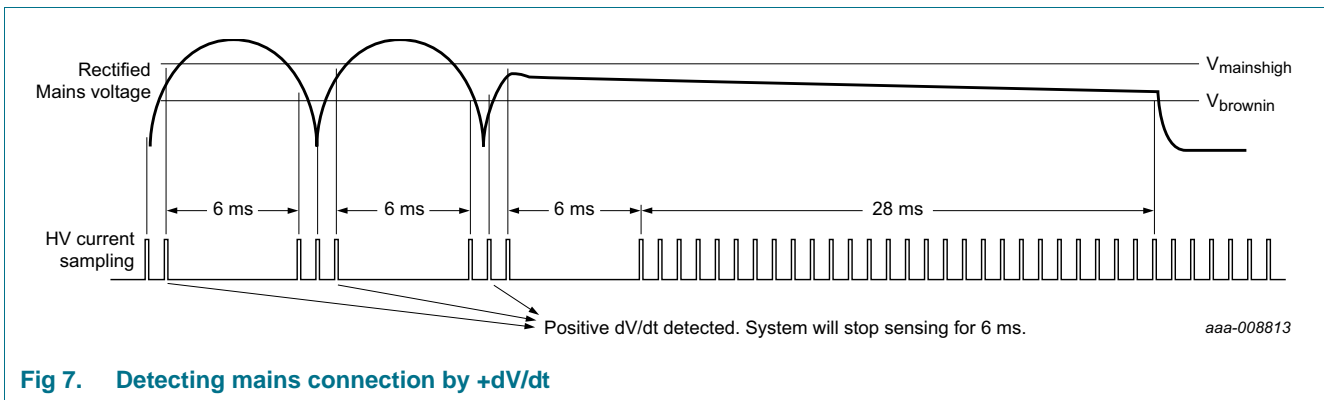 Rectified
Mains voltage
V_mainshigh
V_brownin
6 ms
6 ms
6 ms
28 ms
HV current
sampling
Positive dV/dt detected. System will stop sensing for 6 ms.
aaa-008813
Fig 7. Detecting mains connection by +dV/dt